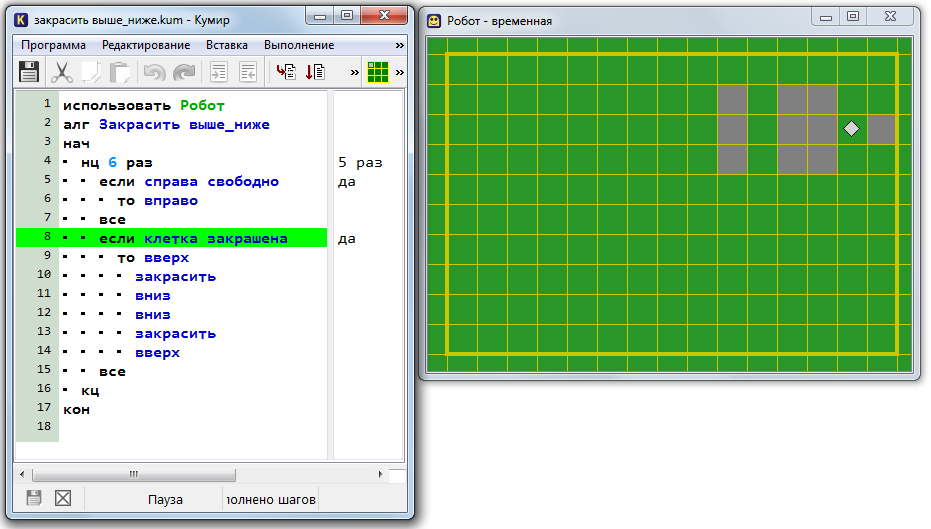 закрасить выше_ниже.kum - Кумир
Программа Редактирование Вставка Выполнение »
» »
1 использовать Робот
2 алг Закрасить выше_ниже
3 нач
4 нц 6 раз 5 раз
5 если справа свободно да
6 то вправо
7 все
8 если клетка закрашена да
9 то вверх
10 закрасить
11 вниз
12 вниз
13 закрасить
14 вверх
15 все
16 кц
17 кон
18
Пауза олнено шагов
Робот - временная